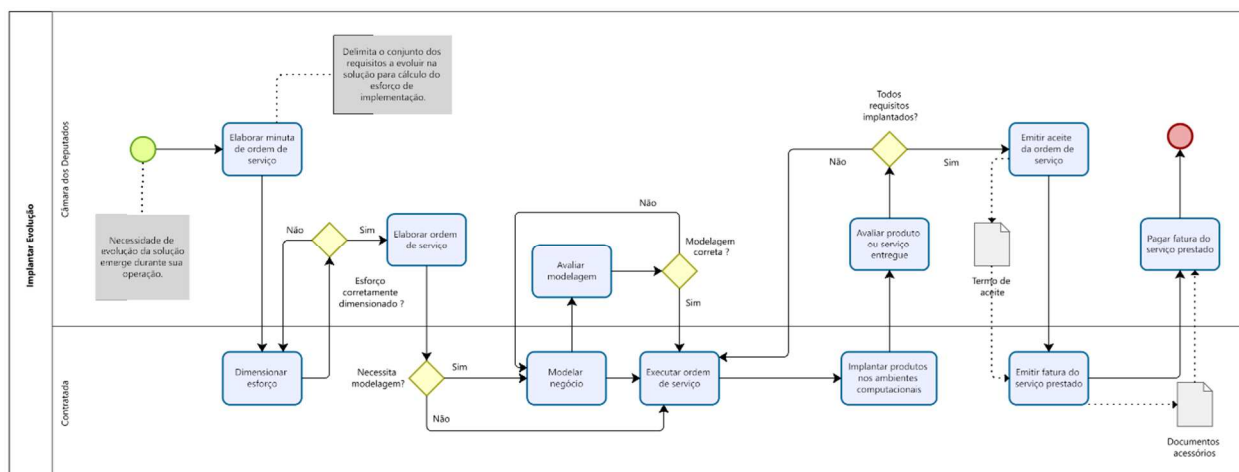 Implantar Evolução
Câmara dos Deputados
Contratada
Necessidade de
evolução da solução
emerge durante sua
operação.
Elaborar minuta
de ordem de
serviço
Delimita o conjunto dos
requisitos a evoluir na
solução para cálculo do
esforço de
implementação.
Dimensionar
esforço
Não
Sim
Esforço
corretamente
dimensionado ?
Elaborar ordem
de serviço
Necessita
modelagem?
Sim
Não
Modelar
negócio
Avaliar
modelagem
Não
Modelagem
correta ?
Sim
Executar ordem
de serviço
Implantar produtos
nos ambientes
computacionais
Avaliar produto
ou serviço
entregue
Todos
requisitos
implantados?
Não
Sim
Emitir aceite
da ordem de
serviço
Termo de
aceite
Emitir fatura do
serviço prestado
Documentos
acessórios
Pagar fatura do
serviço prestado